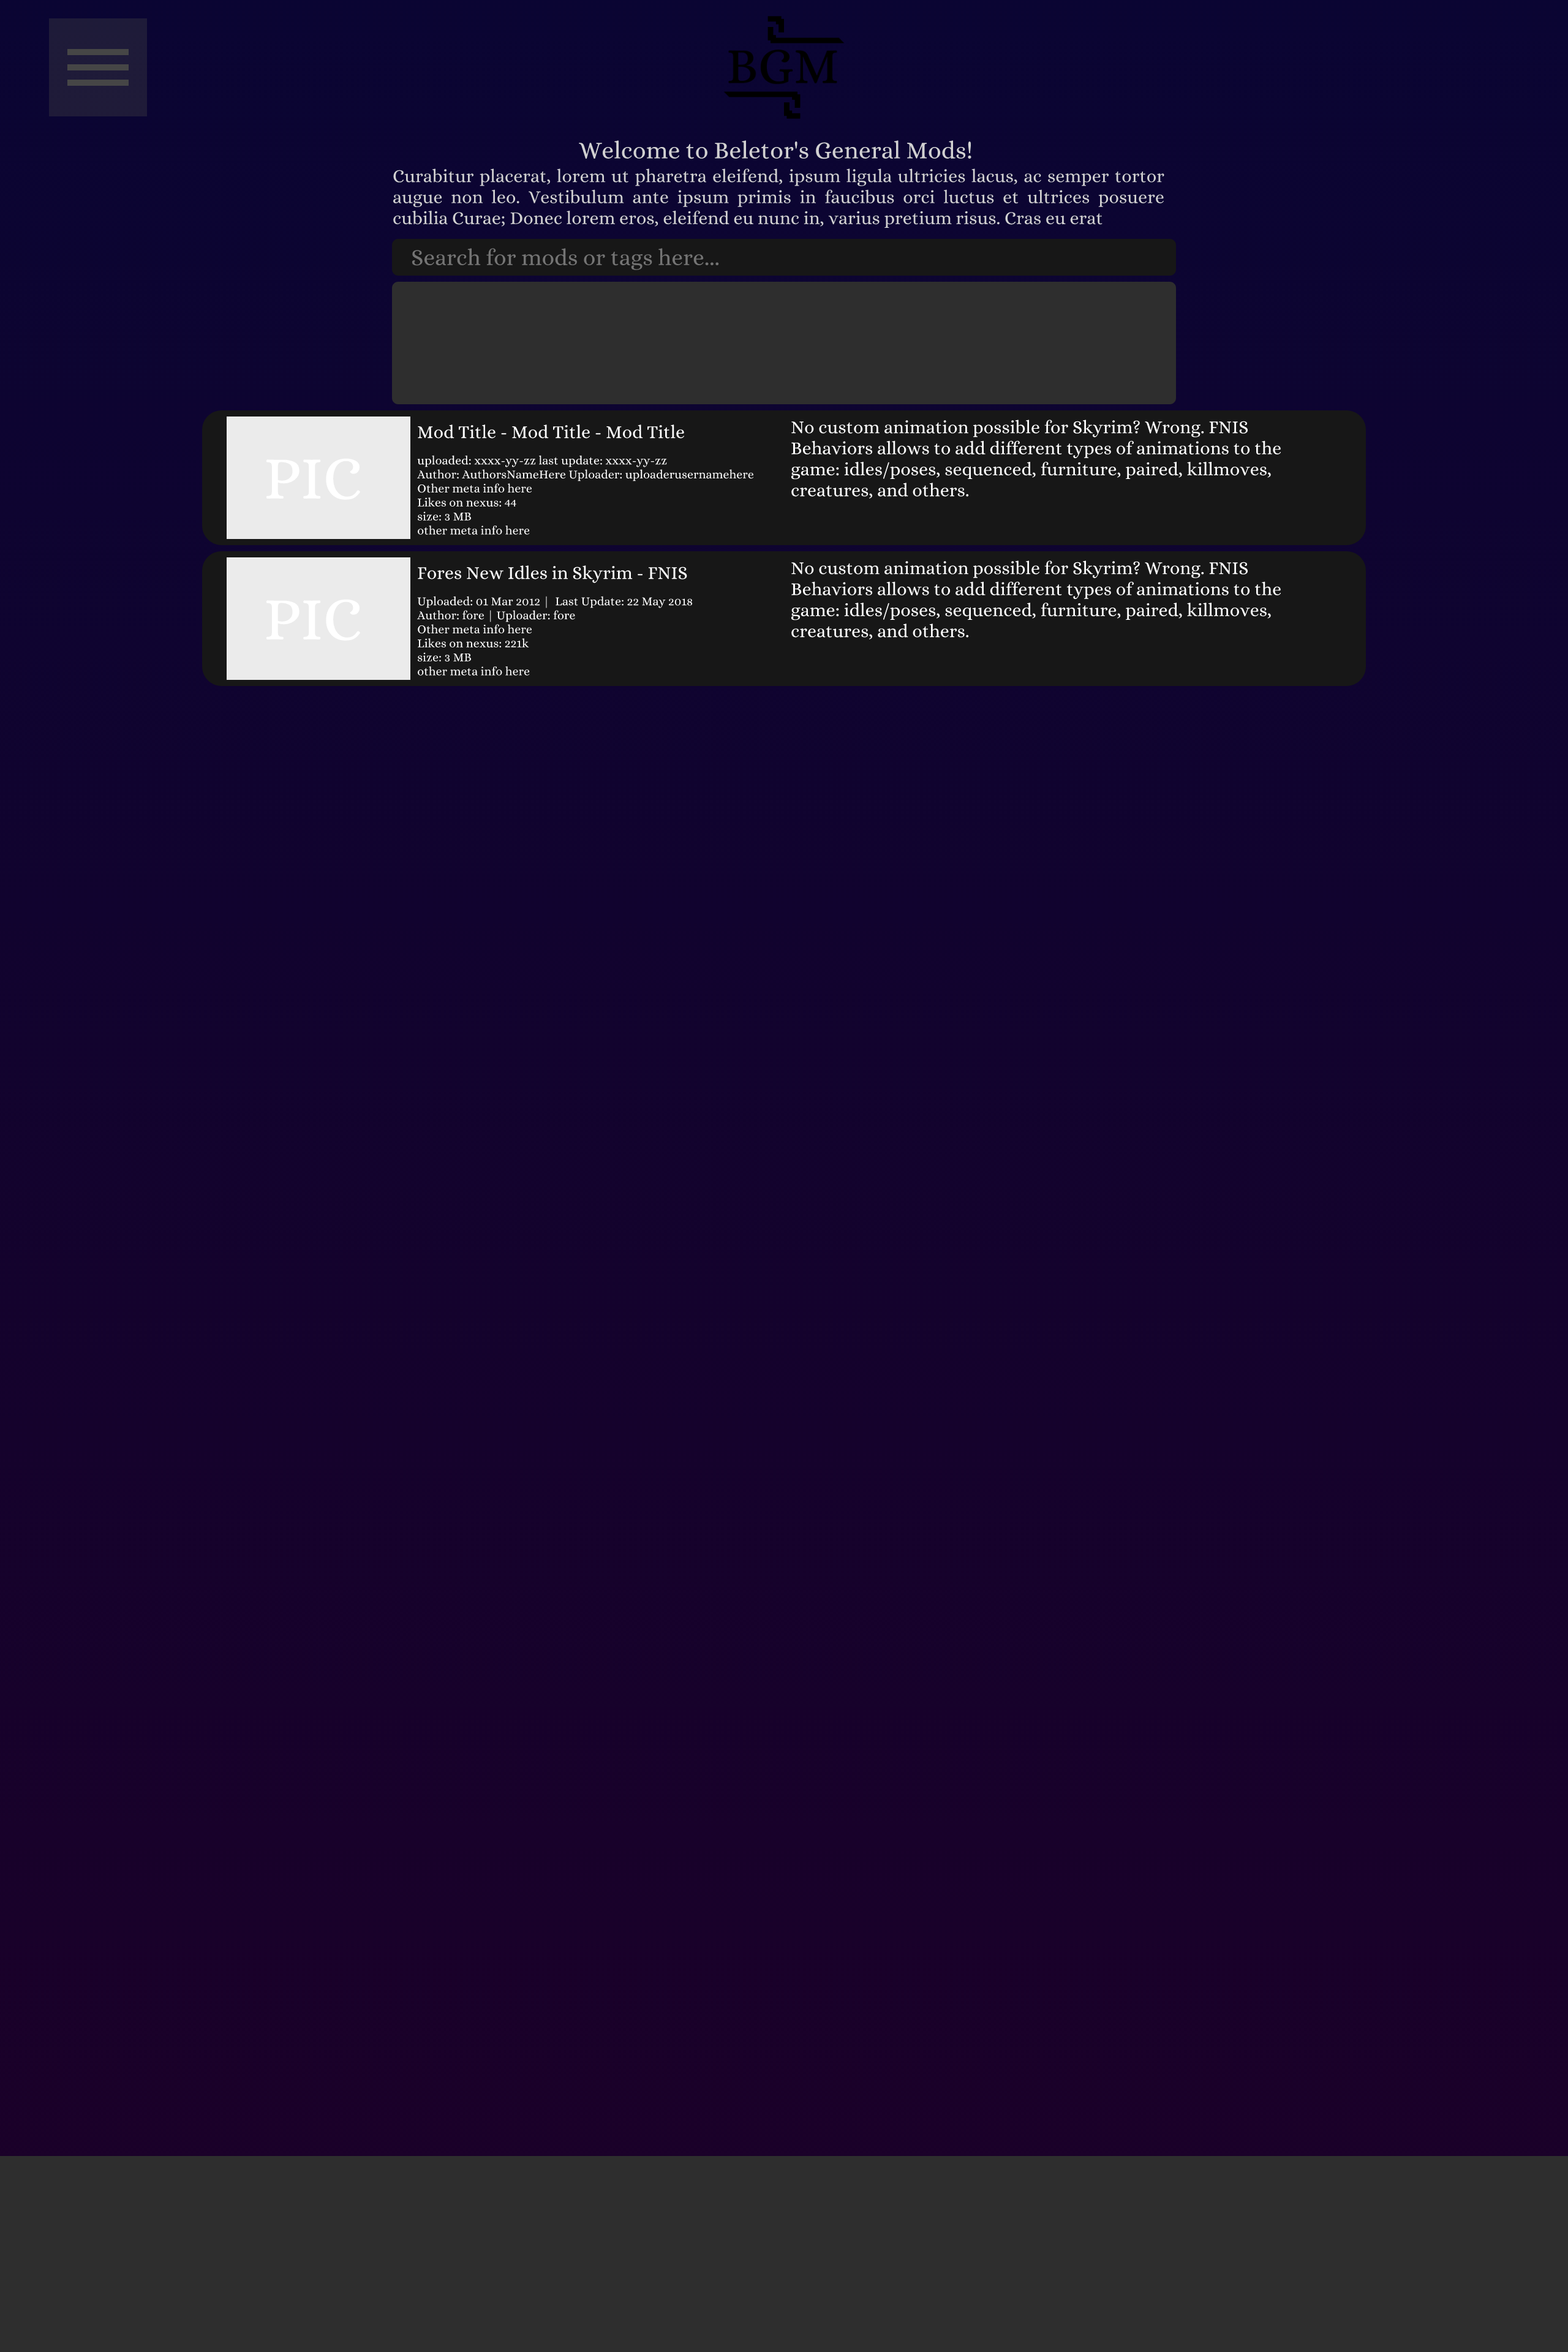 BGM
Welcome to Beletor's General Mods!
Curabitur placerat, lorem ut pharetra eleifend, ipsum ligula ultricies lacus, ac semper tortor
augue non leo. Vestibulum ante ipsum primis in faucibus orci luctus et ultrices posuere
cubilia Curae; Donec lorem eros, eleifend eu nunc in, varius pretium risus. Cras eu erat
Search for mods or tags here...
PIC
Mod Title - Mod Title - Mod Title
uploaded: xxxx-yy-zz last update: xxxx-yy-zz
Author: AuthorsNameHere Uploader: uploaderusernamehere
Other meta info here
Likes on nexus: 44
size: 3 MB
other meta info here
No custom animation possible for Skyrim? Wrong. FNIS
Behaviors allows to add different types of animations to the
game: idles/poses, sequenced, furniture, paired, killmoves,
creatures, and others.
PIC
Fores New Idles in Skyrim - FNIS
Uploaded: 01 Mar 2012 | Last Update: 22 May 2018
Author: fore | Uploader: fore
Other meta info here
Likes on nexus: 221k
size: 3 MB
other meta info here
No custom animation possible for Skyrim? Wrong. FNIS
Behaviors allows to add different types of animations to the
game: idles/poses, sequenced, furniture, paired, killmoves,
creatures, and others.